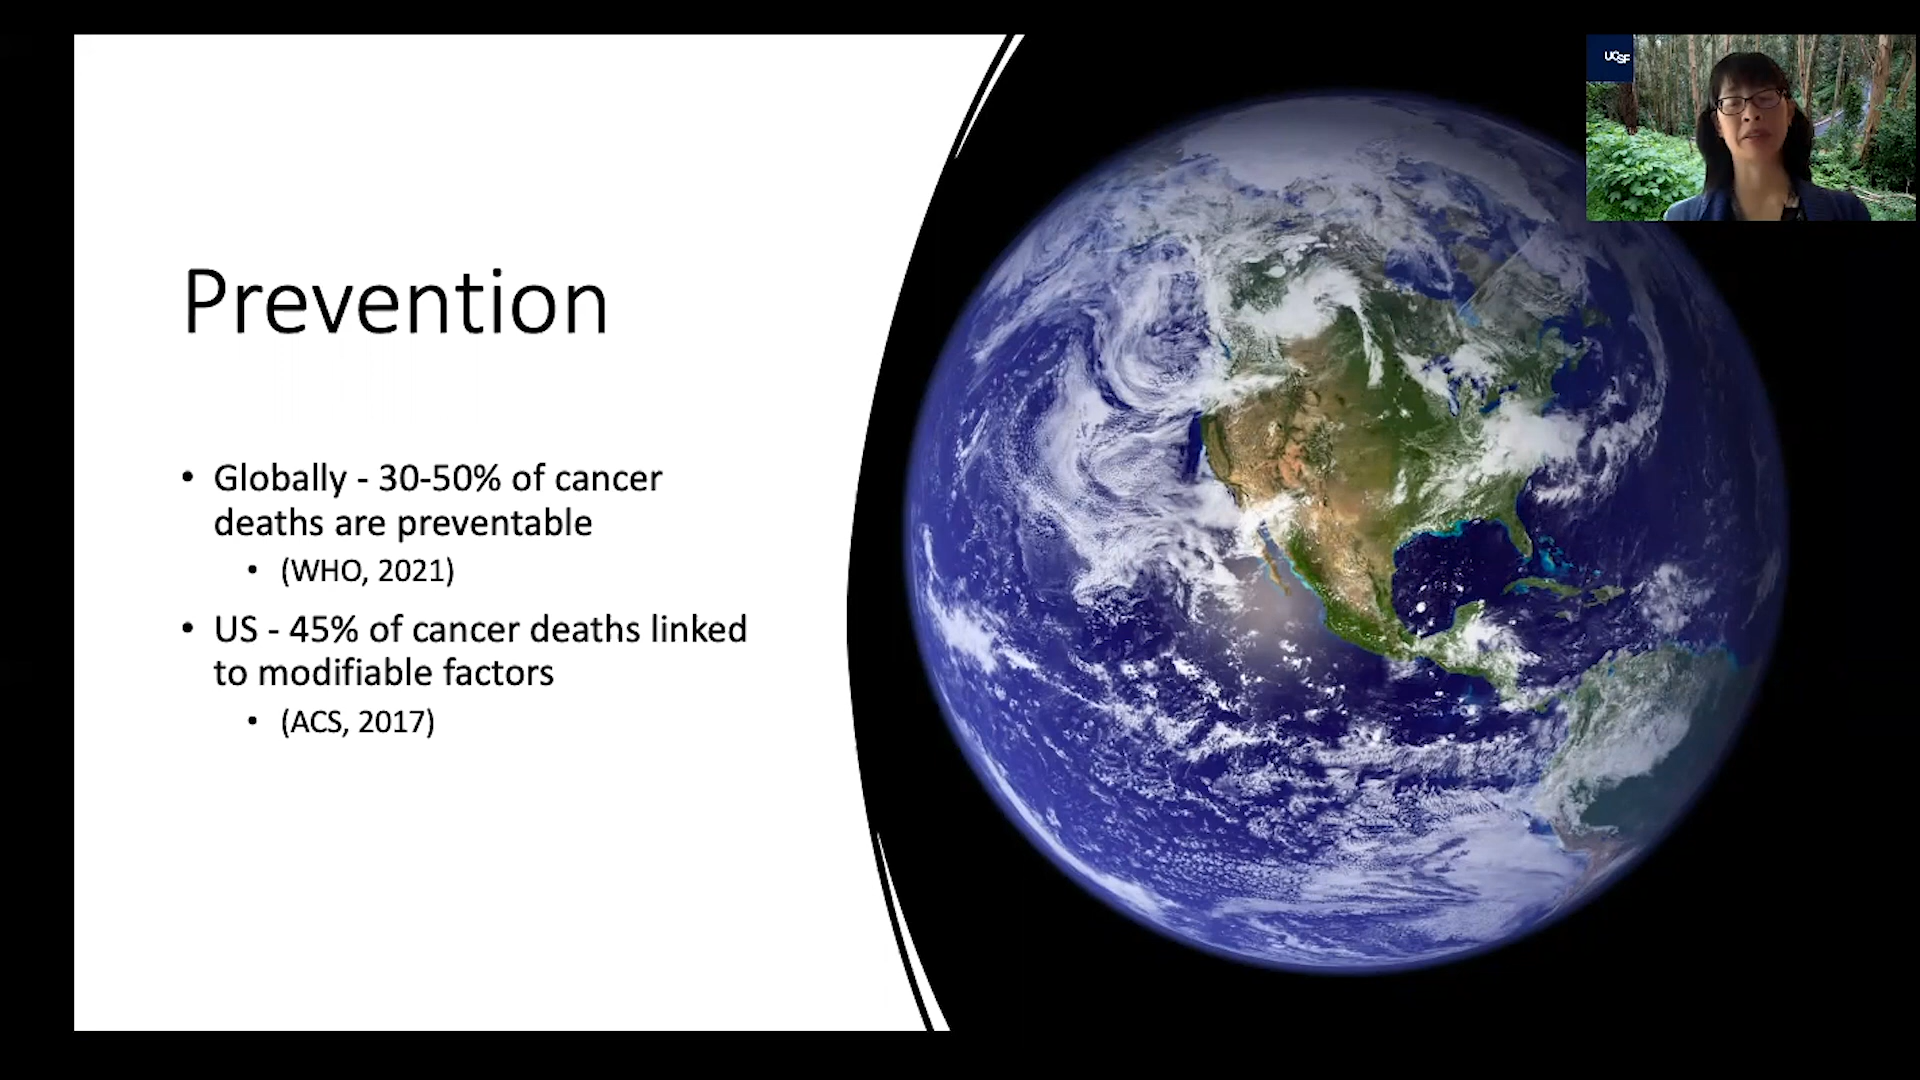 UCSF
Prevention
• Globally - 30-50% of cancer
deaths are preventable
• (WHO, 2021)
• US - 45% of cancer deaths linked
to modifiable factors
• (ACS, 2017)